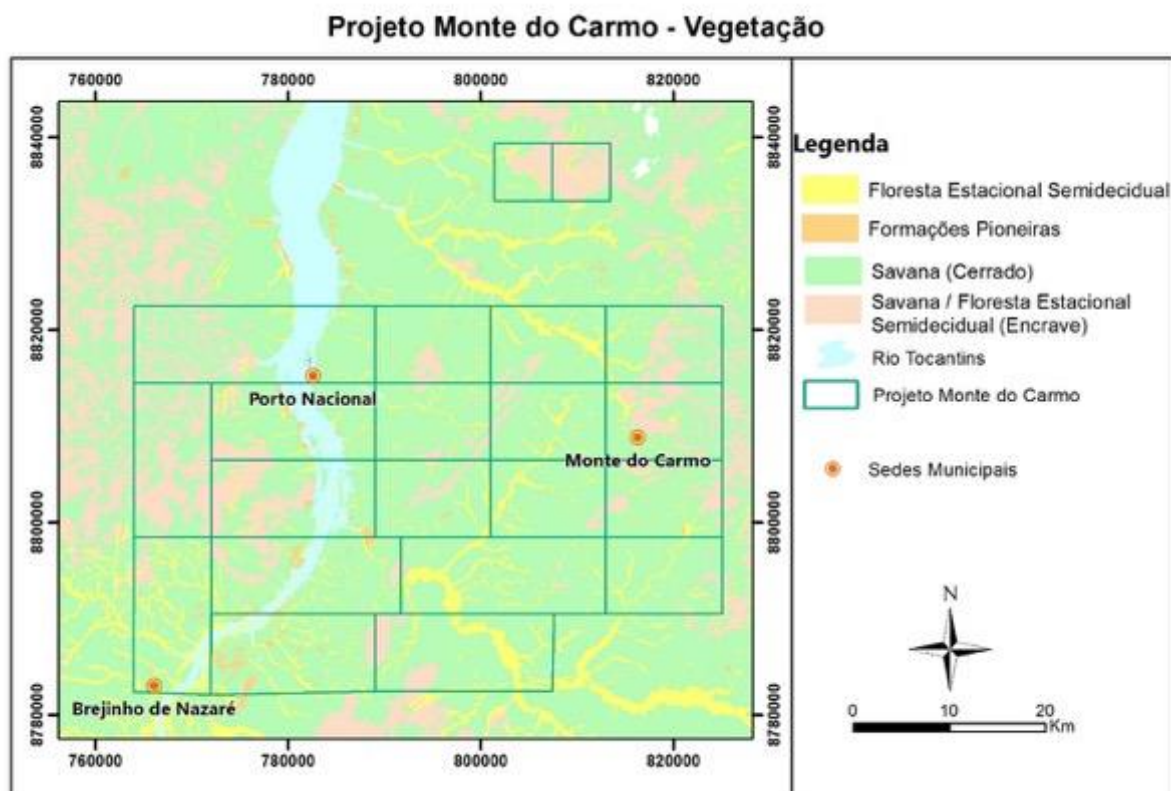 Projeto Monte do Carmo - Vegetação
760000 780000 800000 820000
8840000 8840000
8820000 8820000
8800000 8800000
8780000 8780000
Porto Nacional
Monte do Carmo
Brejinho de Nazaré
760000 780000 800000 820000
Legenda
Floresta Estacional Semidecidual
Formações Pioneiras
Savana (Cerrado)
Savana / Floresta Estacional
Semidecidual (Encrave)
Rio Tocantins
Projeto Monte do Carmo
Sedes Municipais
N
0 10 20
Km